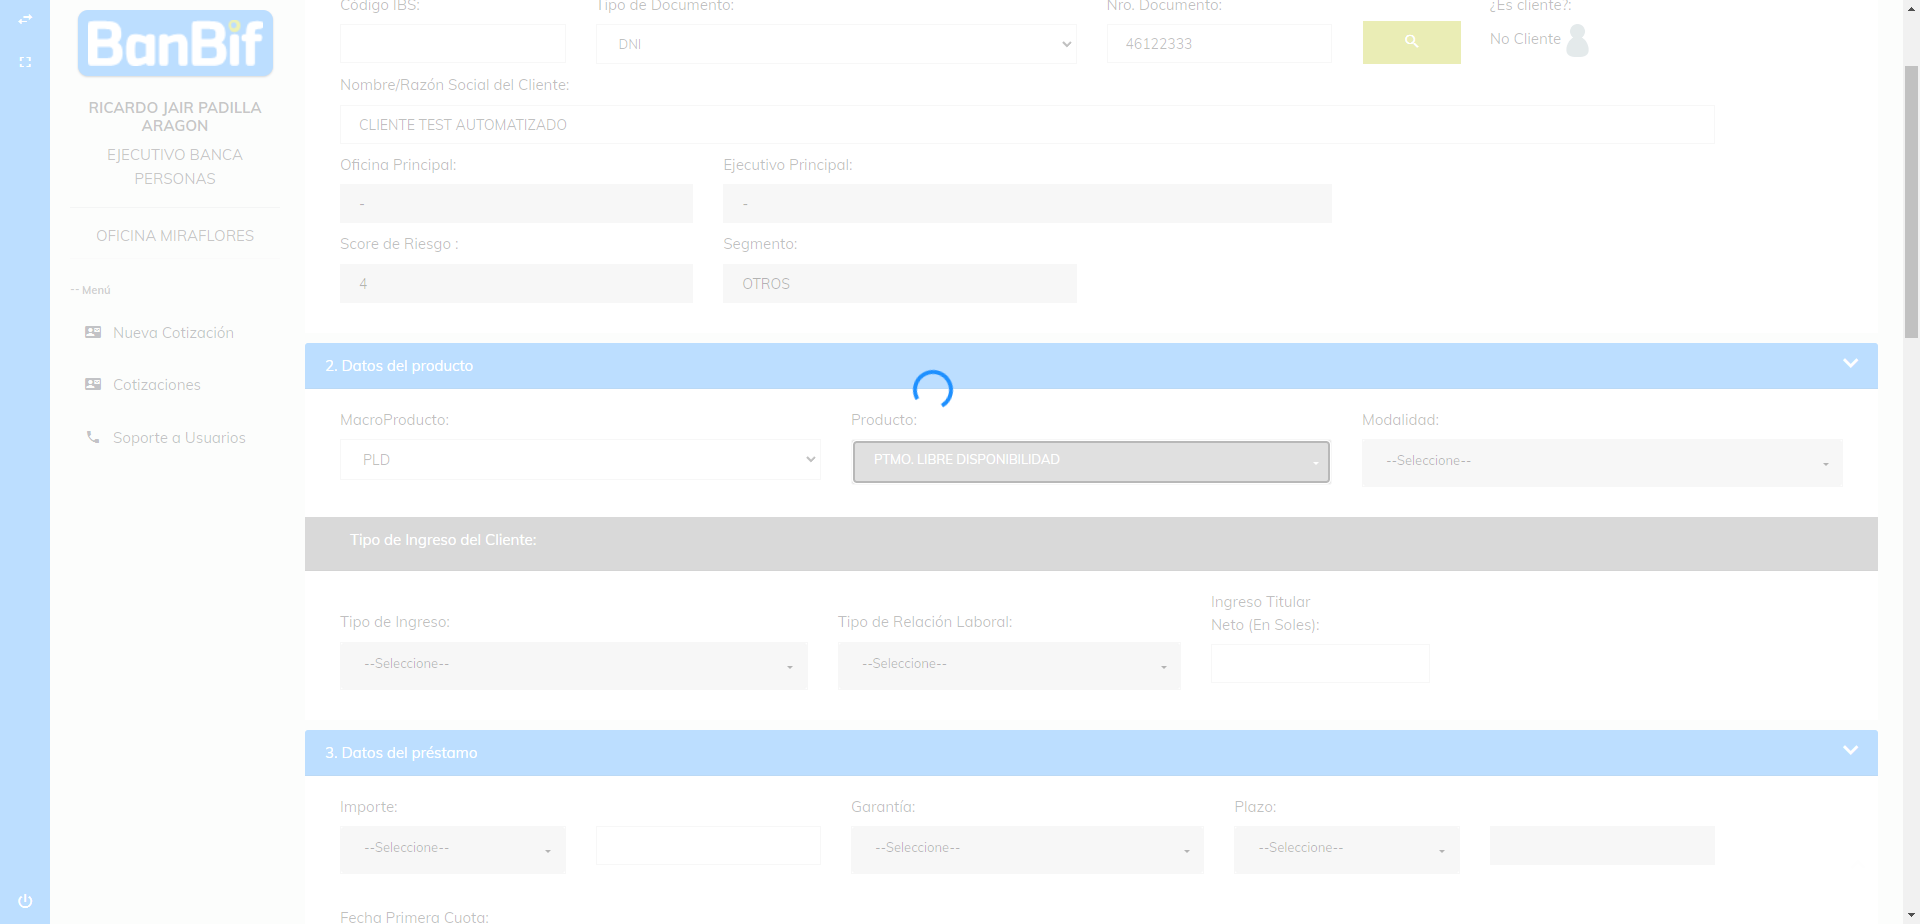 BanBif
RICARDO JAIR PADILLA
ARAGON
EJECUTIVO BANCA
PERSONAS
OFICINA MIRAFLORES
-- Menú
Nueva Cotización
Cotizaciones
Soporte a Usuarios
Código IBS:
Tipo de Documento:
Nro. Documento:
¿Es cliente?:
DNI
46122333
No Cliente
Nombre/Razón Social del Cliente:
CLIENTE TEST AUTOMATIZADO
Oficina Principal:
Ejecutivo Principal:
-
-
Score de Riesgo :
Segmento:
4
OTROS
2. Datos del producto
MacroProducto:
Producto:
Modalidad:
PLD
PTMO. LIBRE DISPONIBILIDAD
--Seleccione--
Tipo de Ingreso del Cliente:
Tipo de Ingreso:
Tipo de Relación Laboral:
Ingreso Titular
Neto (En Soles):
--Seleccione--
--Seleccione--
3. Datos del préstamo
Importe:
Garantía:
Plazo:
--Seleccione--
--Seleccione--
--Seleccione--
Fecha Primera Cuota: